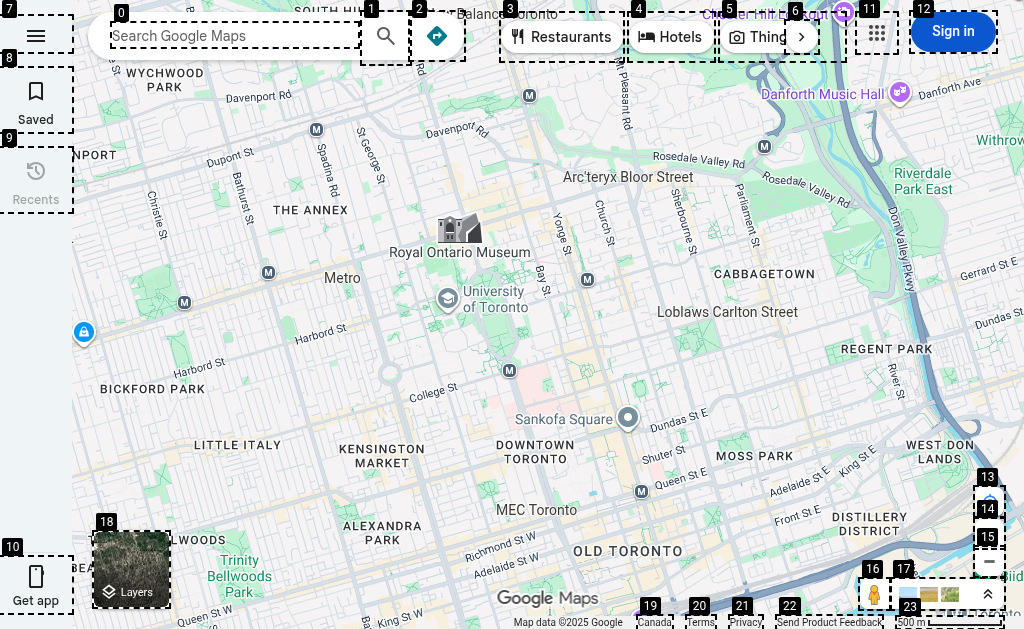 7
0
1
2
3
4
5
6
11
12
SOUTH HI
Balance Toronto
Chester Hill Lookout
Search Google Maps
Restaurants
Hotels
Thing
Sign in
8
Saved
WYCHWOOD
PARK
Davenport Rd
Mt Pleasant Rd
Danforth Music Hall
Danforth Ave
M
M
M
9
NPORT
Recents
Dupont St
Spadina Rd
St George St
Davenport Rd
Rosedale Valley Rd
Rosedale Valley Rd
Withrow
Arc'teryx Bloor Street
Riverdale
Park East
Christie St
Bathurst St
THE ANNEX
Yonge St
Church St
Sherbourne St
Parliament St
Don Valley Pkwy
Royal Ontario Museum
Metro
M
M
M
Bay St
CABBAGETOWN
Gerrard St E
University
of Toronto
Loblaws Carlton Street
Dundas St
Harbord St
Harbord St
REGENT PARK
BICKFORD PARK
M
College St
River St
Sankofa Square
Dundas St E
LITTLE ITALY
KENSINGTON
MARKET
DOWNTOWN
TORONTO
Shuter St
MOSS PARK
WEST DON
LANDS
King St E
Queen St E
Adelaide St E
M
MEC Toronto
Front St E
DISTILLERY
DISTRICT
13
14
15
18
LWOODS
ALEXANDRA
PARK
Richmond St W
Adelaide St W
OLD TORONTO
Trinity
Bellwoods
Park
10
BEA
Get app
Layers
Queen St W
Queen St W
Google Maps
16
17
19
20
21
22
23
Map data ©2025 Google
Canada
Terms
Privacy
Send Product Feedback
500 m